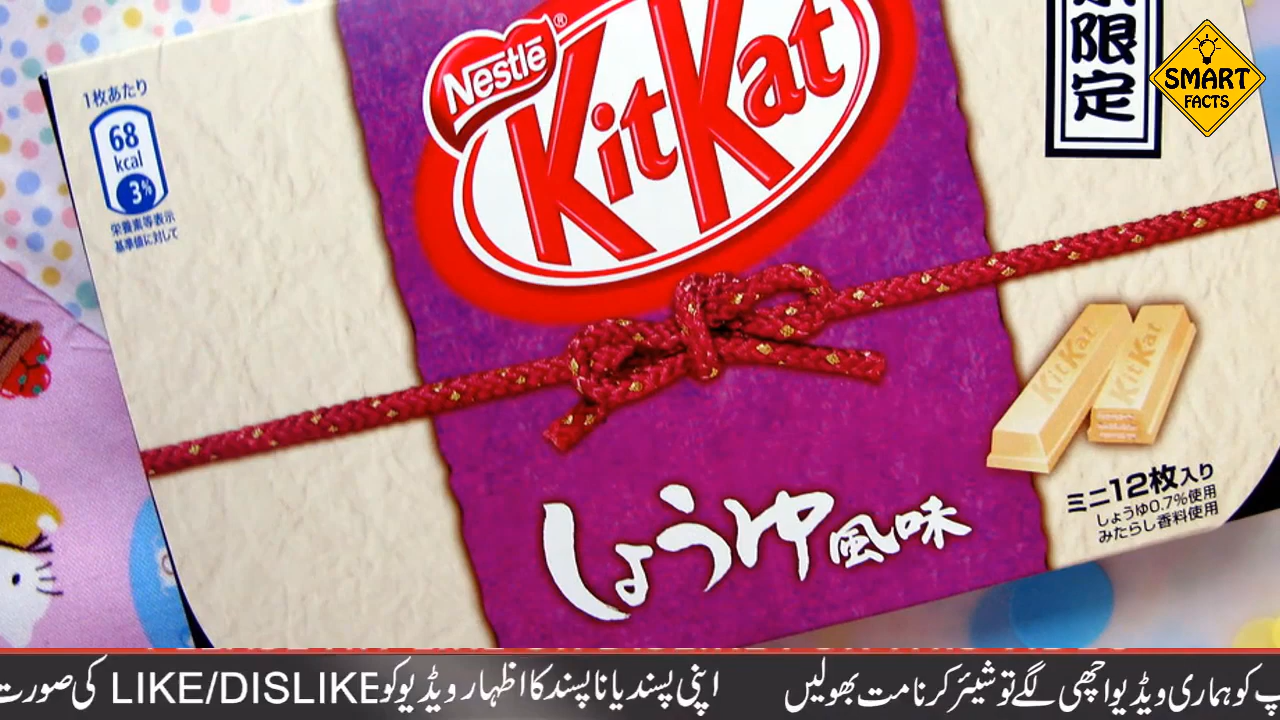 1枚あたり
68
kcal
3%
栄養素等表示
基準値に対して
Nestlé®
KitKat
限定
SMART
FACTS
KitKat
KitKat
ミニ12枚入り
しょうゆ0.7%使用
みたらし香料使用
しょうゆ風味
پ کو ہماری ویڈیو اچھی لگے تو شیئر کرنا مت بھولیں
اپنی پسند یا ناپسند کا اظہار ویڈیو کو LIKE/DISLIKE کی صورت